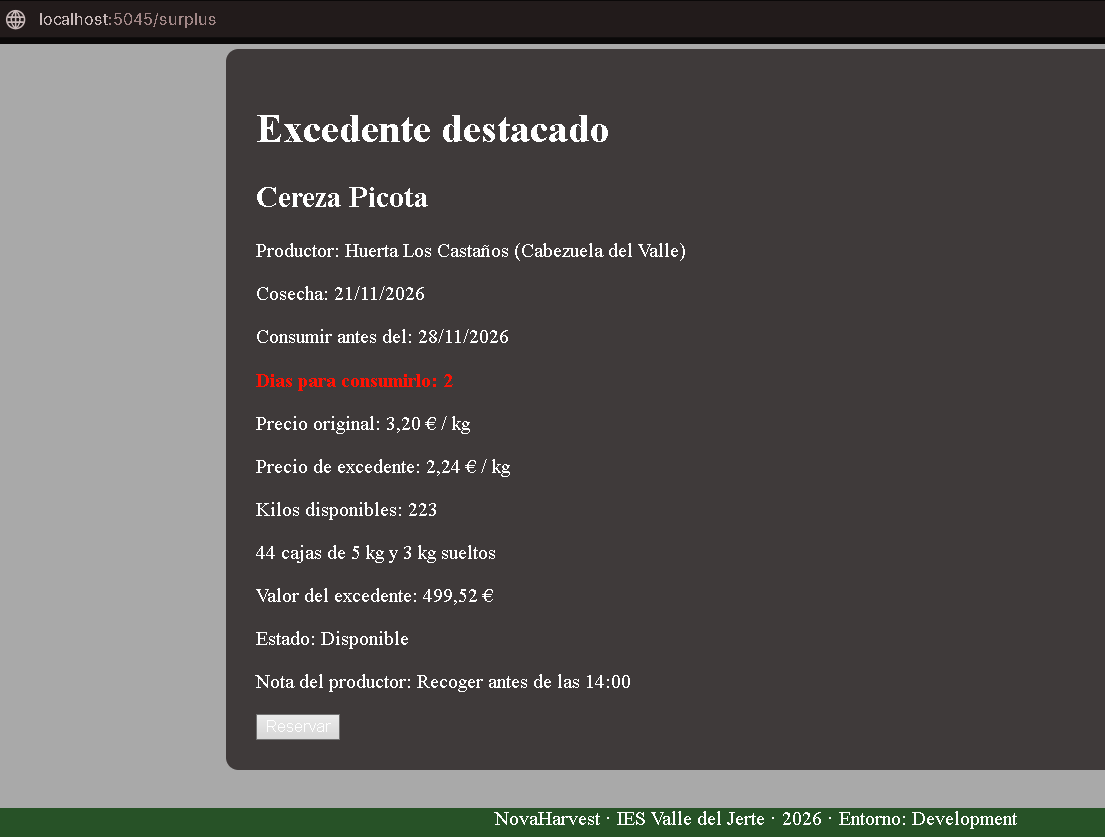 localhost:5045/surplus
Excedente destacado
Cereza Picota
Productor: Huerta Los Castaños (Cabezuela del Valle)
Cosecha: 21/11/2026
Consumir antes del: 28/11/2026
Dias para consumirlo: 2
Precio original: 3,20 € / kg
Precio de excedente: 2,24 € / kg
Kilos disponibles: 223
44 cajas de 5 kg y 3 kg sueltos
Valor del excedente: 499,52 €
Estado: Disponible
Nota del productor: Recoger antes de las 14:00
Reservar
NovaHarvest · IES Valle del Jerte · 2026 · Entorno: Development